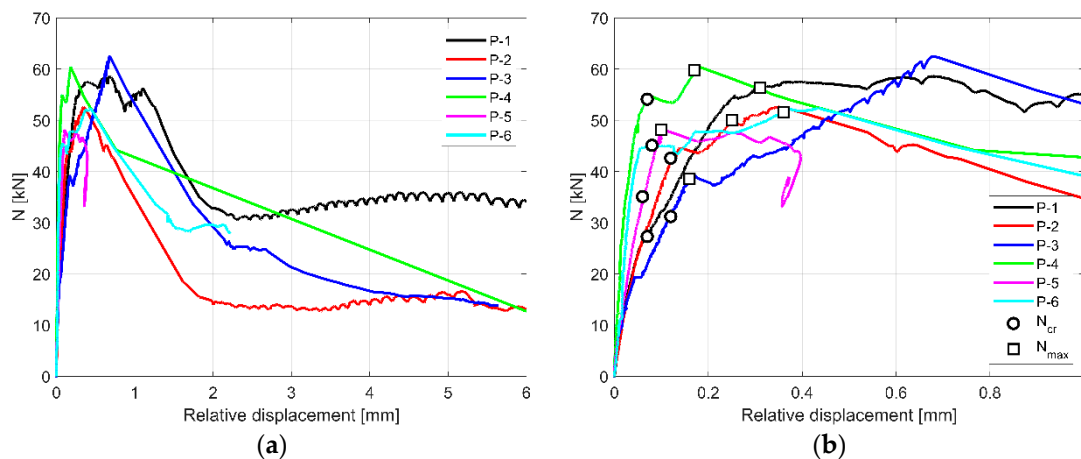 70
60
50
40
30
20
10
0
N [kN]
P-1
P-2
P-3
P-4
P-5
P-6
0 1 2 3 4 5 6
Relative displacement [mm]
(a)
70
60
50
40
30
20
10
0
N [kN]
P-1
P-2
P-3
P-4
P-5
P-6
N_cr
N_max
0 0.2 0.4 0.6 0.8
Relative displacement [mm]
(b)